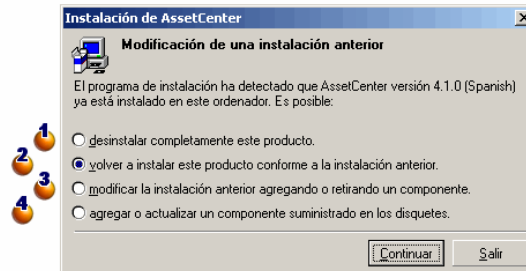 Instalación de AssetCenter
Modificación de una instalación anterior
El programa de instalación ha detectado que AssetCenter versión 4.1.0 (Spanish)
ya está instalado en este ordenador. Es posible:
1 desinstalar completamente este producto.
2 volver a instalar este producto conforme a la instalación anterior.
3 modificar la instalación anterior agregando o retirando un componente.
4 agregar o actualizar un componente suministrado en los disquetes.
Continuar Salir